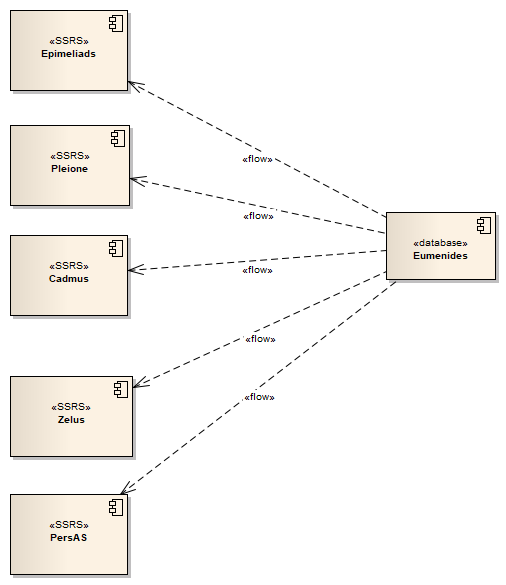 «SSRS»
Epimeliads
«SSRS»
Pleione
«SSRS»
Cadmus
«SSRS»
Zelus
«SSRS»
PersAS
«flow»
«flow»
«flow»
«flow»
«flow»
«database»
Eumenides